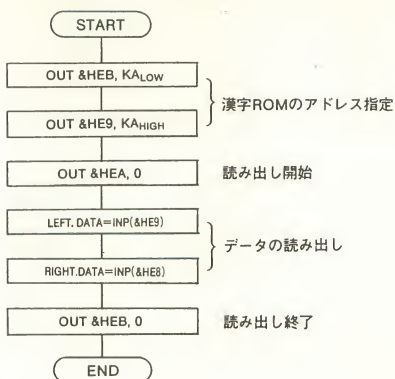 START
OUT &HEB, KALOW
漢字ROMのアドレス指定
OUT &HE9, KAHIGH
OUT &HEA, 0
読み出し開始
LEFT. DATA=INP(&HE9)
データの読み出し
RIGHT.DATA=INP(&HE8)
OUT &HEB, 0
読み出し終了
END